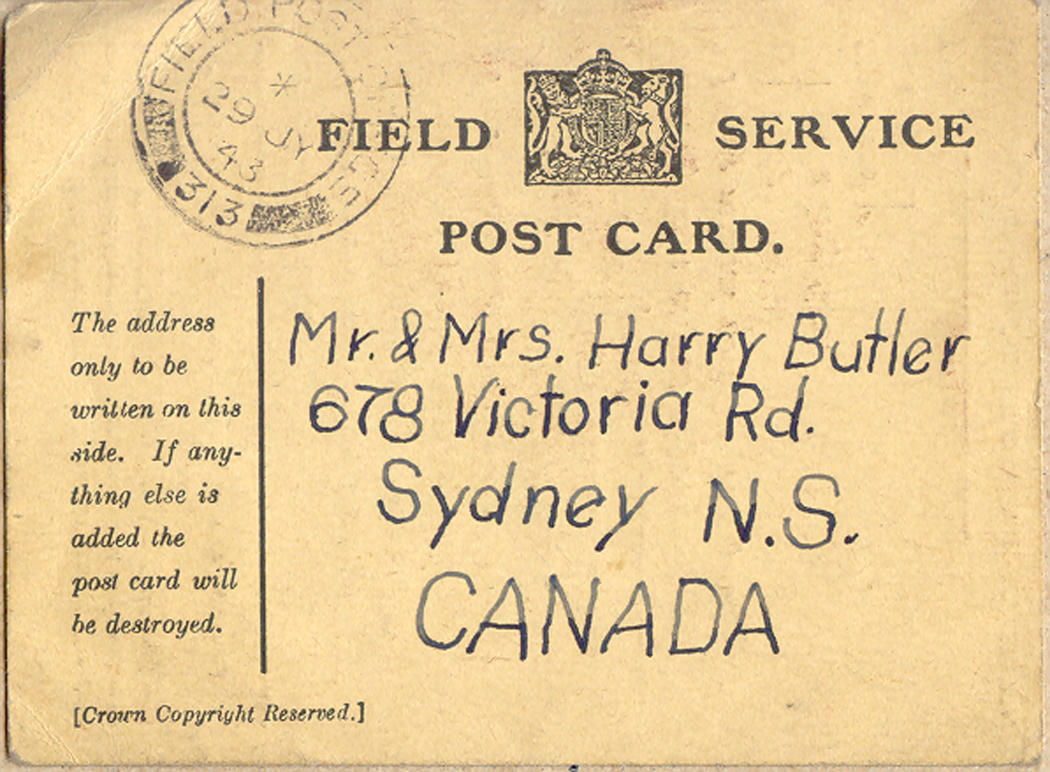 FIELD POST OFFICE
29 JY
43
313
FIELD SERVICE
POST CARD.
The address
only to be
written on this
side. If any-
thing else is
added the
post card will
be destroyed.
Mr. & Mrs. Harry Butler
678 Victoria Rd.
Sydney N.S.
CANADA
[Crown Copyright Reserved.]